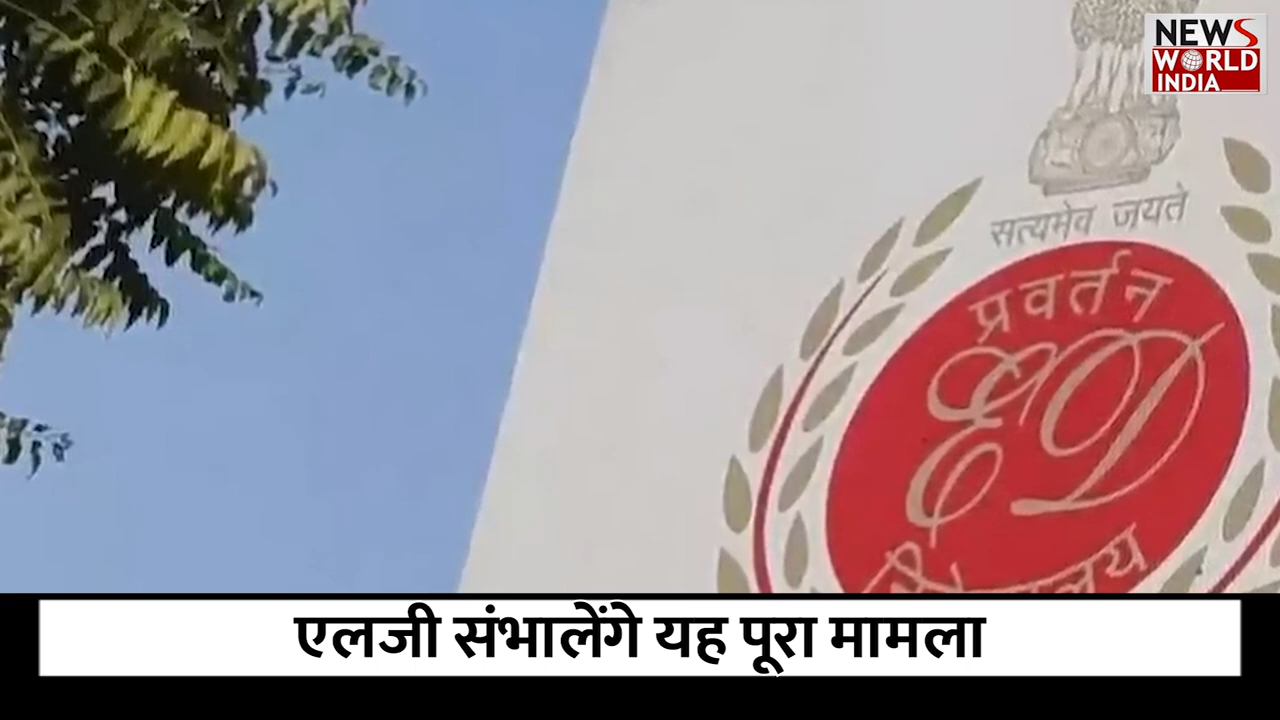 NEWS
WORLD
INDIA
सत्यमेव जयते
प्रवर्तन
ED
एलजी संभालेंगे यह पूरा मामला